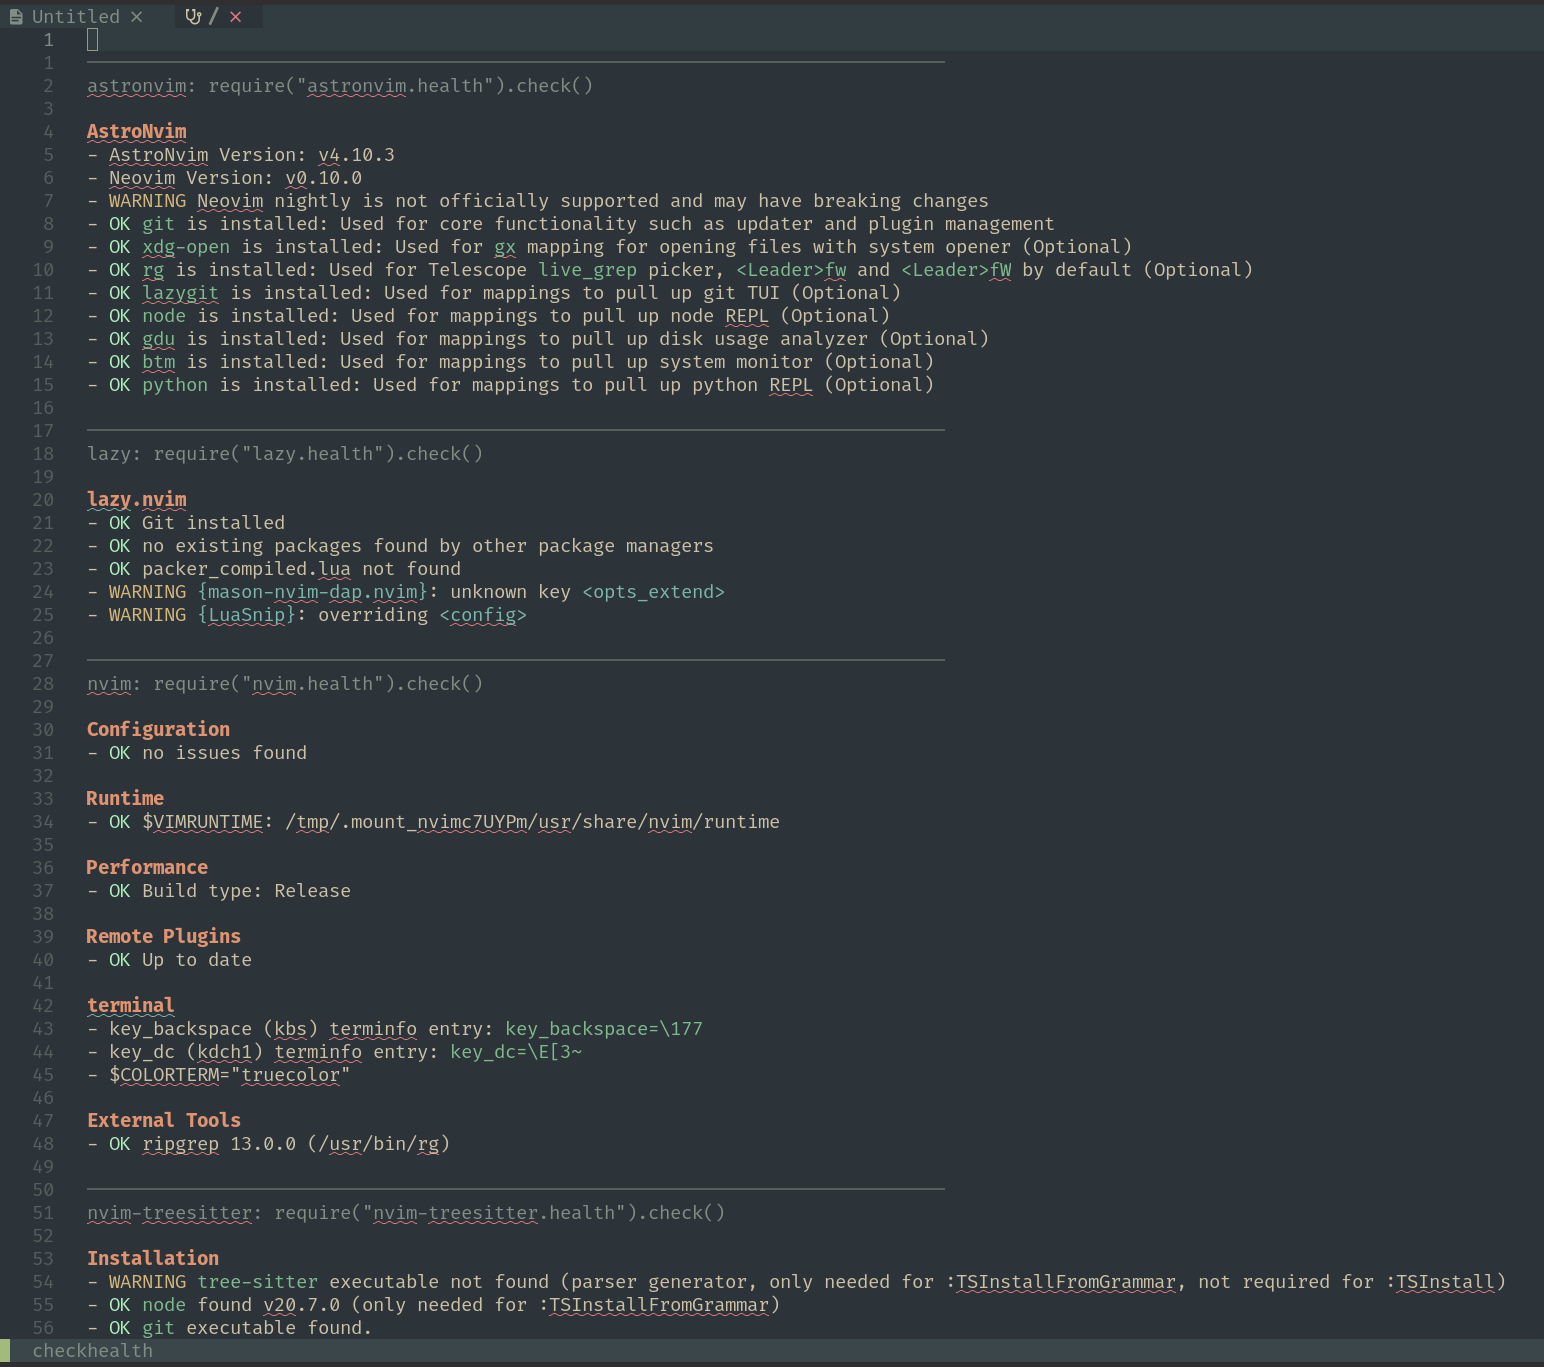 Untitled × / ×
1
1
2 astronvim: require("astronvim.health").check()
3
4 AstroNvim
5 - AstroNvim Version: v4.10.3
6 - Neovim Version: v0.10.0
7 - WARNING Neovim nightly is not officially supported and may have breaking changes
8 - OK git is installed: Used for core functionality such as updater and plugin management
9 - OK xdg-open is installed: Used for gx mapping for opening files with system opener (Optional)
10 - OK rg is installed: Used for Telescope live_grep picker, <Leader>fw and <Leader>fW by default (Optional)
11 - OK lazygit is installed: Used for mappings to pull up git TUI (Optional)
12 - OK node is installed: Used for mappings to pull up node REPL (Optional)
13 - OK gdu is installed: Used for mappings to pull up disk usage analyzer (Optional)
14 - OK btm is installed: Used for mappings to pull up system monitor (Optional)
15 - OK python is installed: Used for mappings to pull up python REPL (Optional)
16
17
18 lazy: require("lazy.health").check()
19
20 lazy.nvim
21 - OK Git installed
22 - OK no existing packages found by other package managers
23 - OK packer_compiled.lua not found
24 - WARNING {mason-nvim-dap.nvim}: unknown key <opts_extend>
25 - WARNING {LuaSnip}: overriding <config>
26
27
28 nvim: require("nvim.health").check()
29
30 Configuration
31 - OK no issues found
32
33 Runtime
34 - OK $VIMRUNTIME: /tmp/.mount_nvimc7UYPm/usr/share/nvim/runtime
35
36 Performance
37 - OK Build type: Release
38
39 Remote Plugins
40 - OK Up to date
41
42 terminal
43 - key_backspace (kbs) terminfo entry: key_backspace=\177
44 - key_dc (kdch1) terminfo entry: key_dc=\E[3~
45 - $COLORTERM="truecolor"
46
47 External Tools
48 - OK ripgrep 13.0.0 (/usr/bin/rg)
49
50
51 nvim-treesitter: require("nvim-treesitter.health").check()
52
53 Installation
54 - WARNING tree-sitter executable not found (parser generator, only needed for :TSInstallFromGrammar, not required for :TSInstall)
55 - OK node found v20.7.0 (only needed for :TSInstallFromGrammar)
56 - OK git executable found.
checkhealth